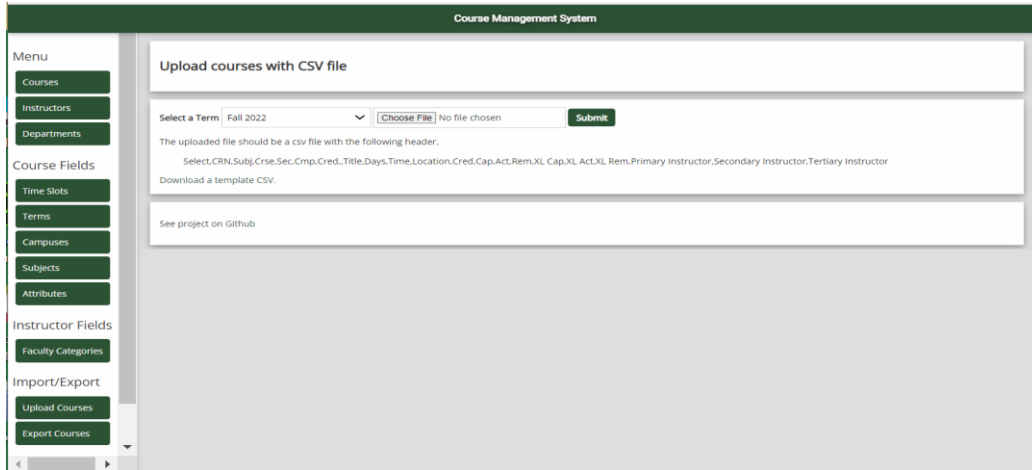 Course Management System
Menu
Courses
Instructors
Departments
Course Fields
Time Slots
Terms
Campuses
Subjects
Attributes
Instructor Fields
Faculty Categories
Import/Export
Upload Courses
Export Courses
Upload courses with CSV file
Select a Term Fall 2022 Choose File No file chosen Submit
The uploaded file should be a csv file with the following header.
Select,CRN,Subj,Crse,Sec,Cmp,Cred,,Title,Days,Time,Location,Cred,Cap,Act,Rem,XL Cap,XL Act,XL Rem,Primary Instructor,Secondary Instructor,Tertiary Instructor
Download a template CSV.
See project on Github